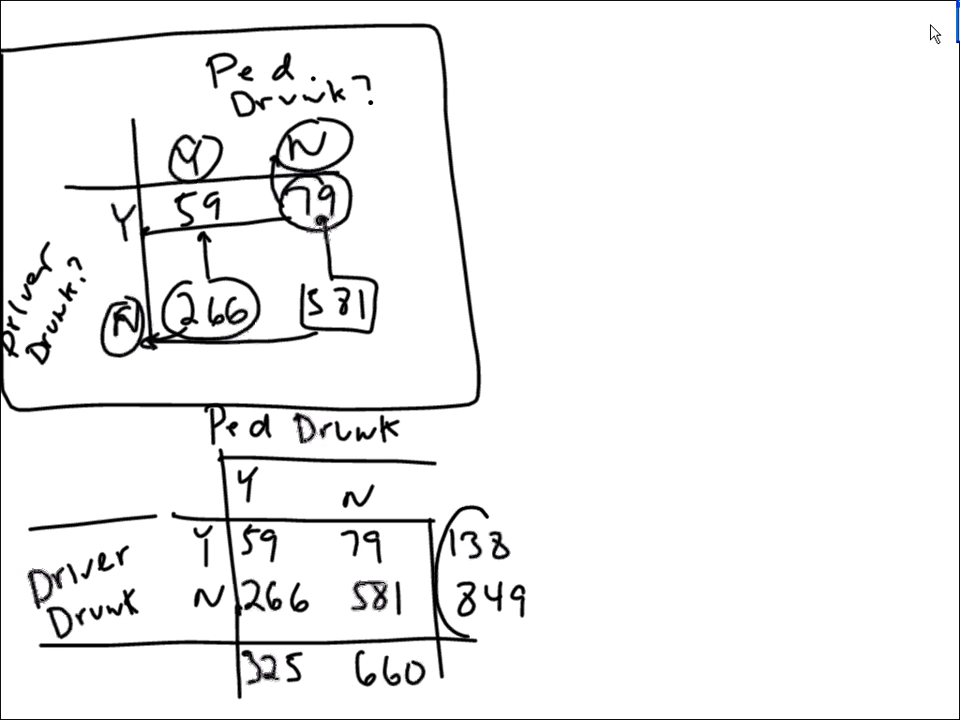 Ped.
Drunk?
Y N
Y 59 79
Driver
Drunk?
N 266 581
Ped Drunk
Y N
Y 59 79 138
Driver
Drunk
N 266 581 849
325 660